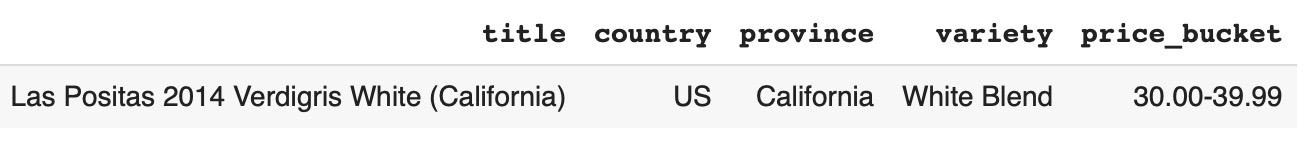 title country province variety price_bucket
Las Positas 2014 Verdigris White (California) US California White Blend 30.00-39.99